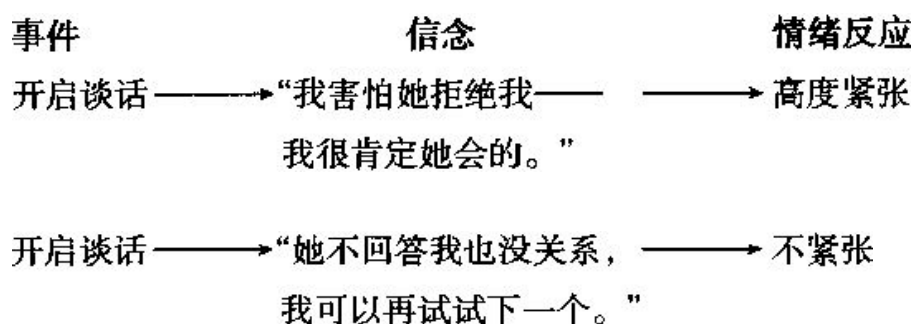 事件 信念 情绪反应
开启谈话 “我害怕她拒绝我—— 高度紧张
我很肯定她会的。”
开启谈话 “她不回答我也没关系， 不紧张
我可以再试试下一个。”